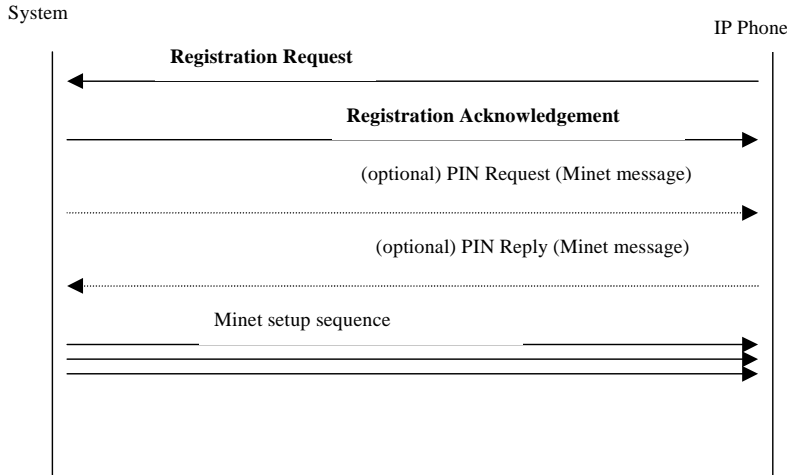 System
IP Phone
Registration Request
Registration Acknowledgement
(optional) PIN Request (Minet message)
(optional) PIN Reply (Minet message)
Minet setup sequence